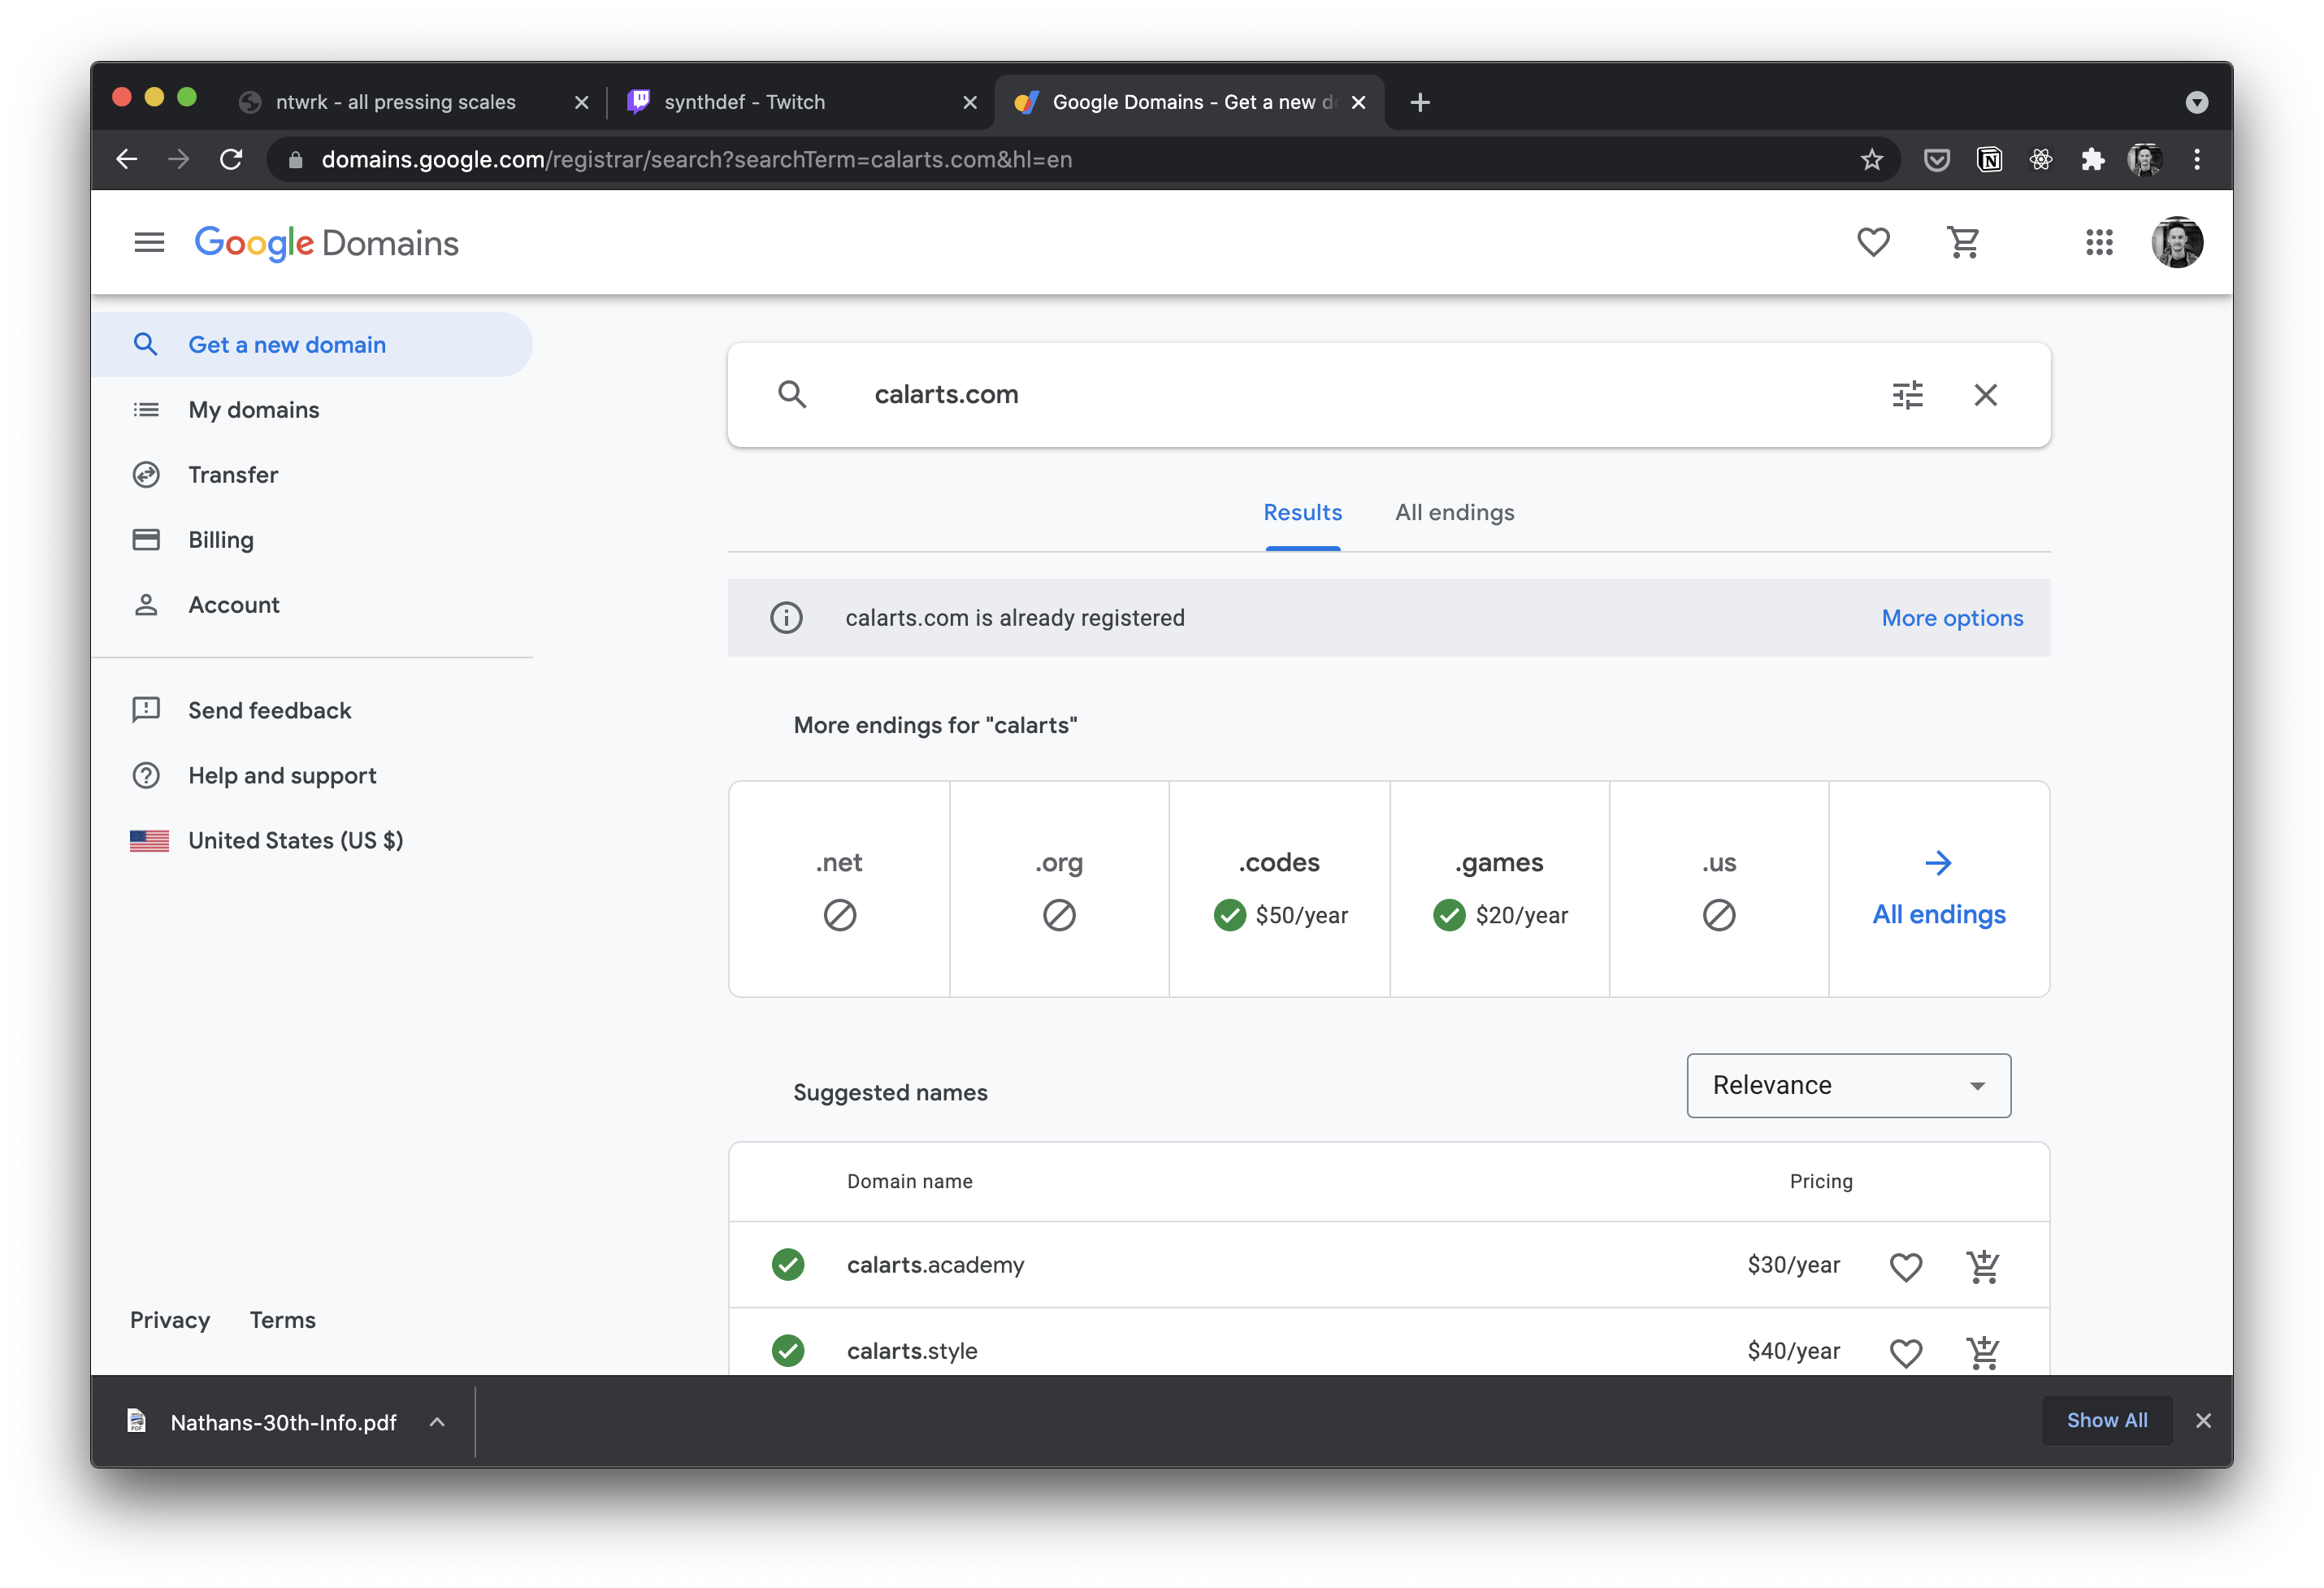 ntwrk - all pressing scales
synthdef - Twitch
Google Domains - Get a new d
domains.google.com/registrar/search?searchTerm=calarts.com&hl=en
Google Domains
Get a new domain
My domains
Transfer
Billing
Account
Send feedback
Help and support
United States (US $)
Privacy Terms
calarts.com
Results All endings
calarts.com is already registered More options
More endings for "calarts"
.net .org .codes .games .us
$50/year $20/year All endings
Suggested names Relevance
Domain name Pricing
calarts.academy $30/year
calarts.style $40/year
Nathans-30th-Info.pdf Show All